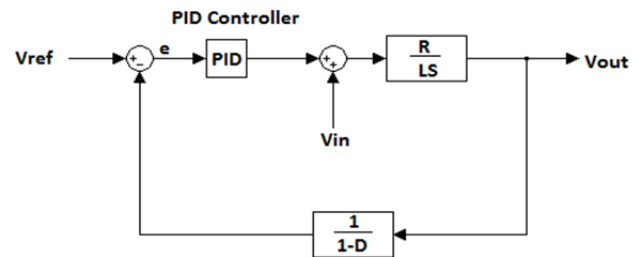 PID Controller
Vref
+
−
e
PID
+
+
R
LS
Vout
Vin
1
1-D